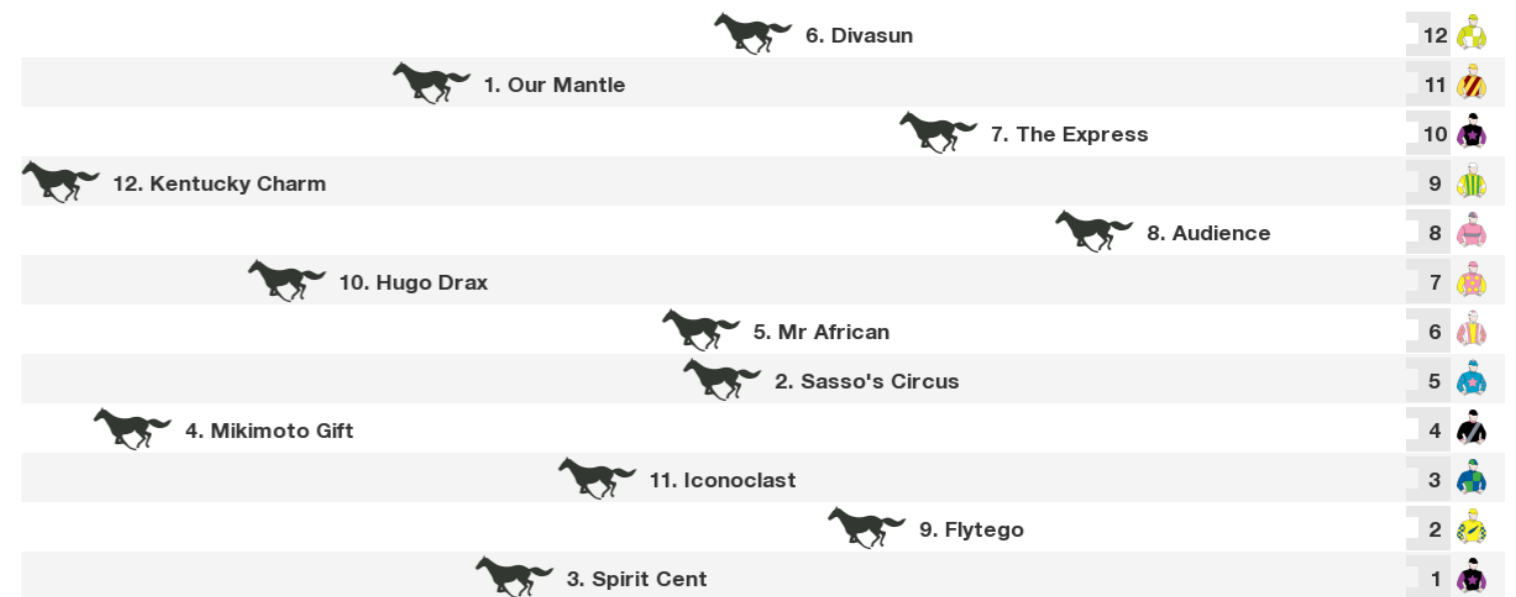 6. Divasun 12
1. Our Mantle 11
7. The Express 10
12. Kentucky Charm 9
8. Audience 8
10. Hugo Drax 7
5. Mr African 6
2. Sasso's Circus 5
4. Mikimoto Gift 4
11. Iconoclast 3
9. Flytego 2
3. Spirit Cent 1